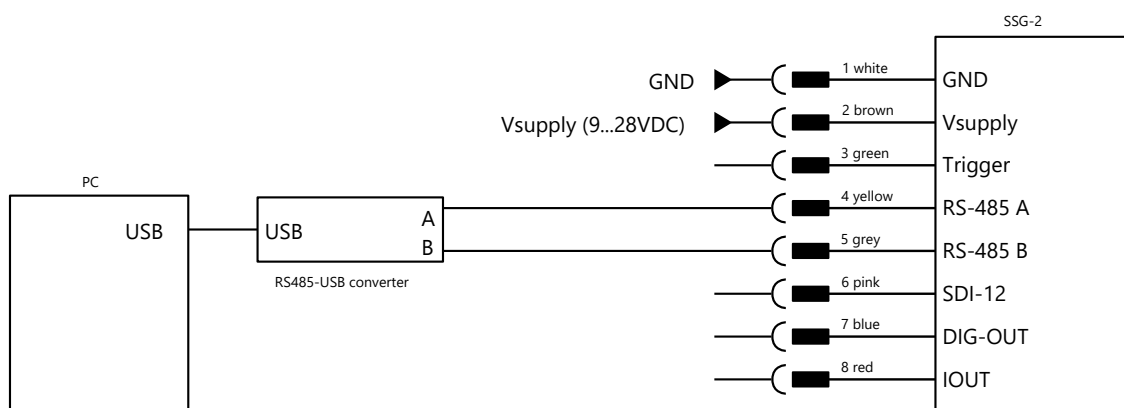 SSG-2
1 white
GND
GND
2 brown
Vsupply (9...28VDC)
Vsupply
3 green
Trigger
PC
4 yellow
A
RS-485 A
USB
USB
B
5 grey
RS-485 B
RS485-USB converter
6 pink
SDI-12
7 blue
DIG-OUT
8 red
IOUT